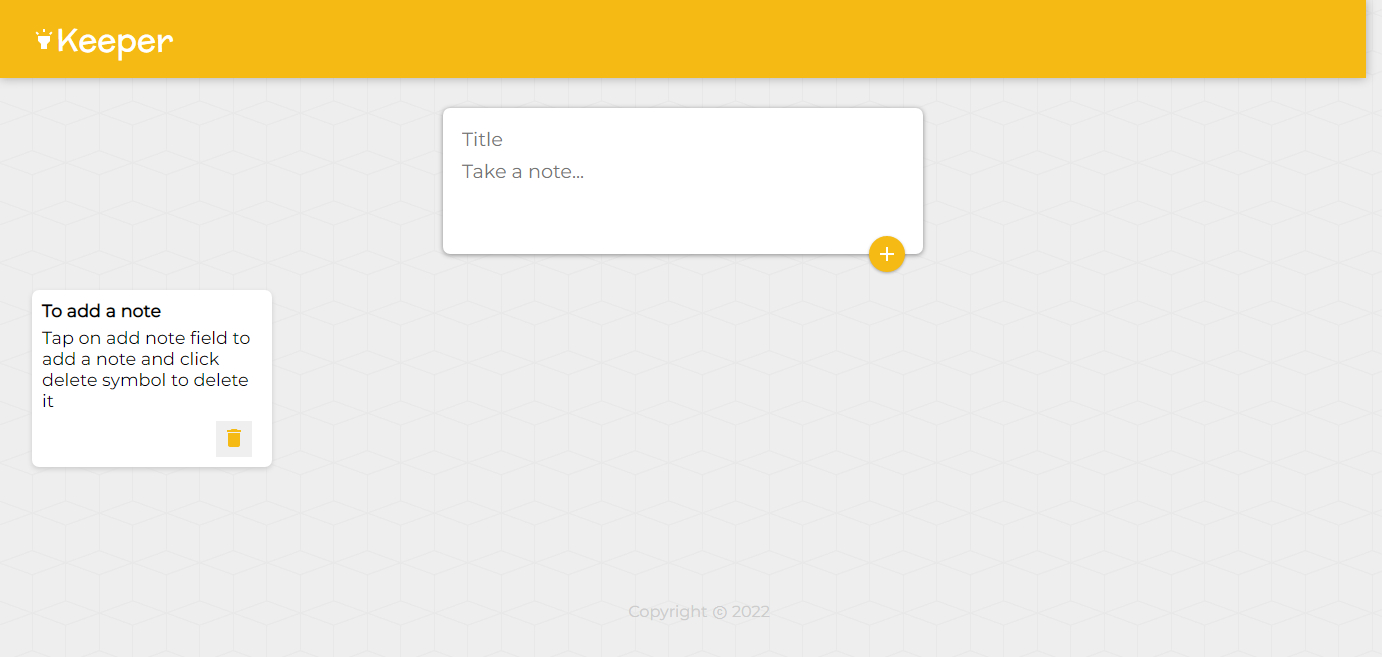 Keeper
Title
Take a note...
To add a note
Tap on add note field to
add a note and click
delete symbol to delete
it
Copyright © 2022